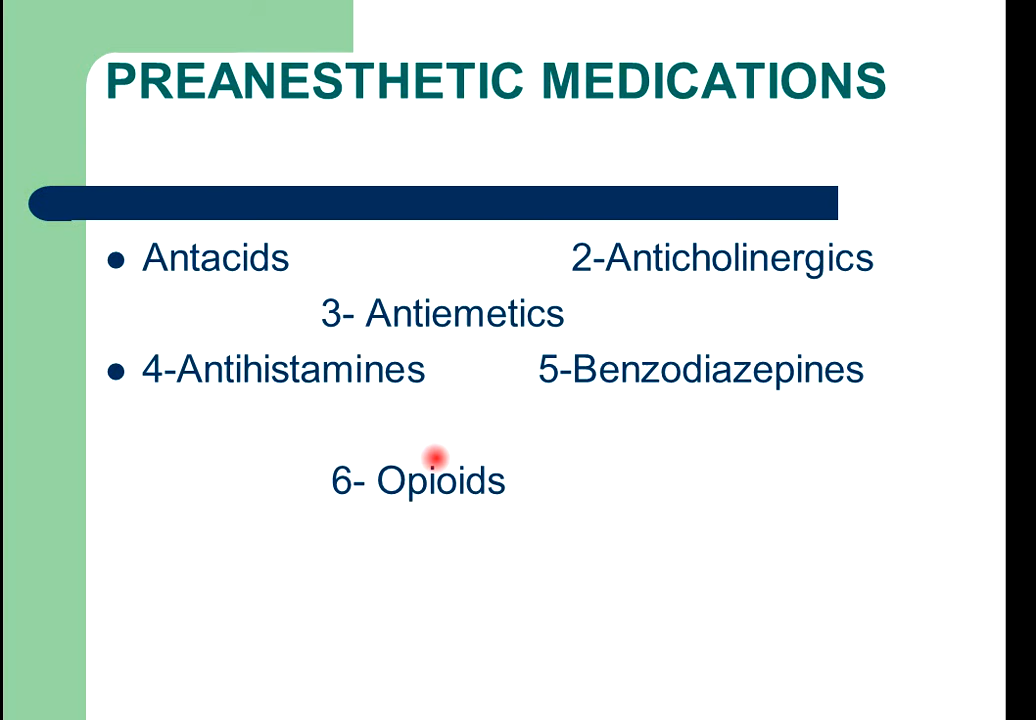 PREANESTHETIC MEDICATIONS
Antacids 2-Anticholinergics
3- Antiemetics
4-Antihistamines 5-Benzodiazepines
6- Opioids